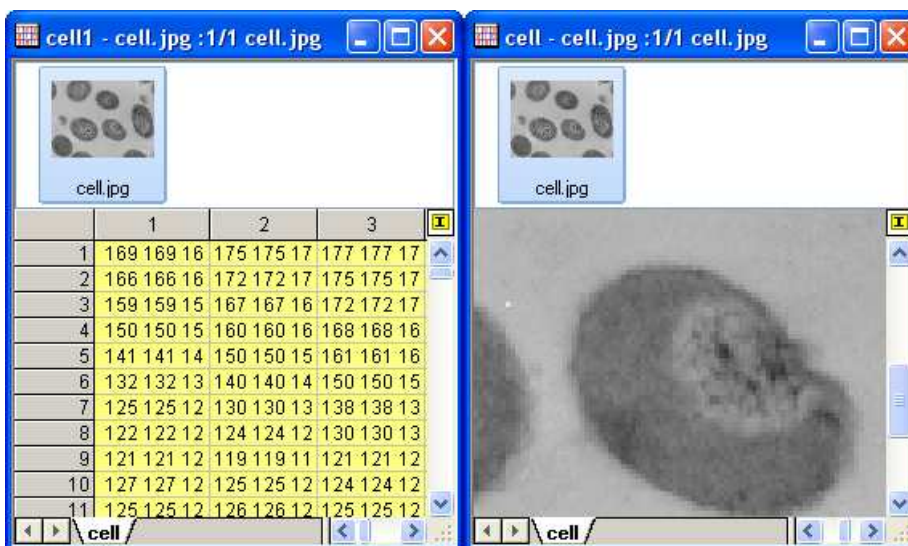 cell1 - cell.jpg :1/1 cell.jpg
cell.jpg
1 2 3
1 169 169 16 175 175 17 177 177 17
2 166 166 16 172 172 17 175 175 17
3 159 159 15 167 167 16 172 172 17
4 150 150 15 160 160 16 168 168 16
5 141 141 14 150 150 15 161 161 16
6 132 132 13 140 140 14 150 150 15
7 125 125 12 130 130 13 138 138 13
8 122 122 12 124 124 12 130 130 13
9 121 121 12 119 119 11 121 121 12
10 127 127 12 125 125 12 124 124 12
11 125 125 12 126 126 12 125 125 12
cell
cell - cell.jpg :1/1 cell.jpg
cell.jpg
cell